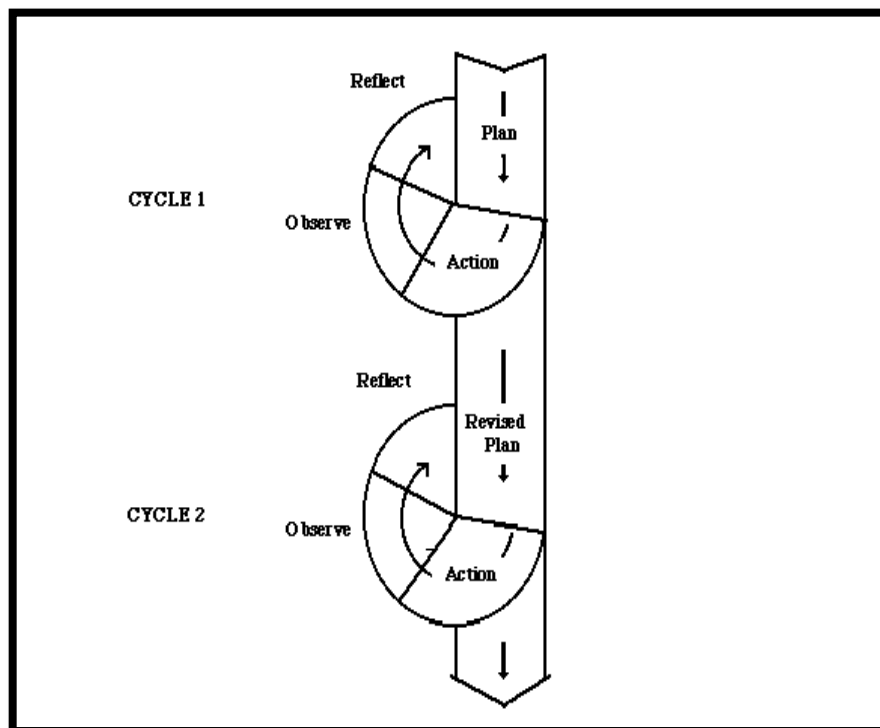 Reflect
Plan
CYCLE 1
Observe
Action
Reflect
Revised
Plan
CYCLE 2
Observe
Action